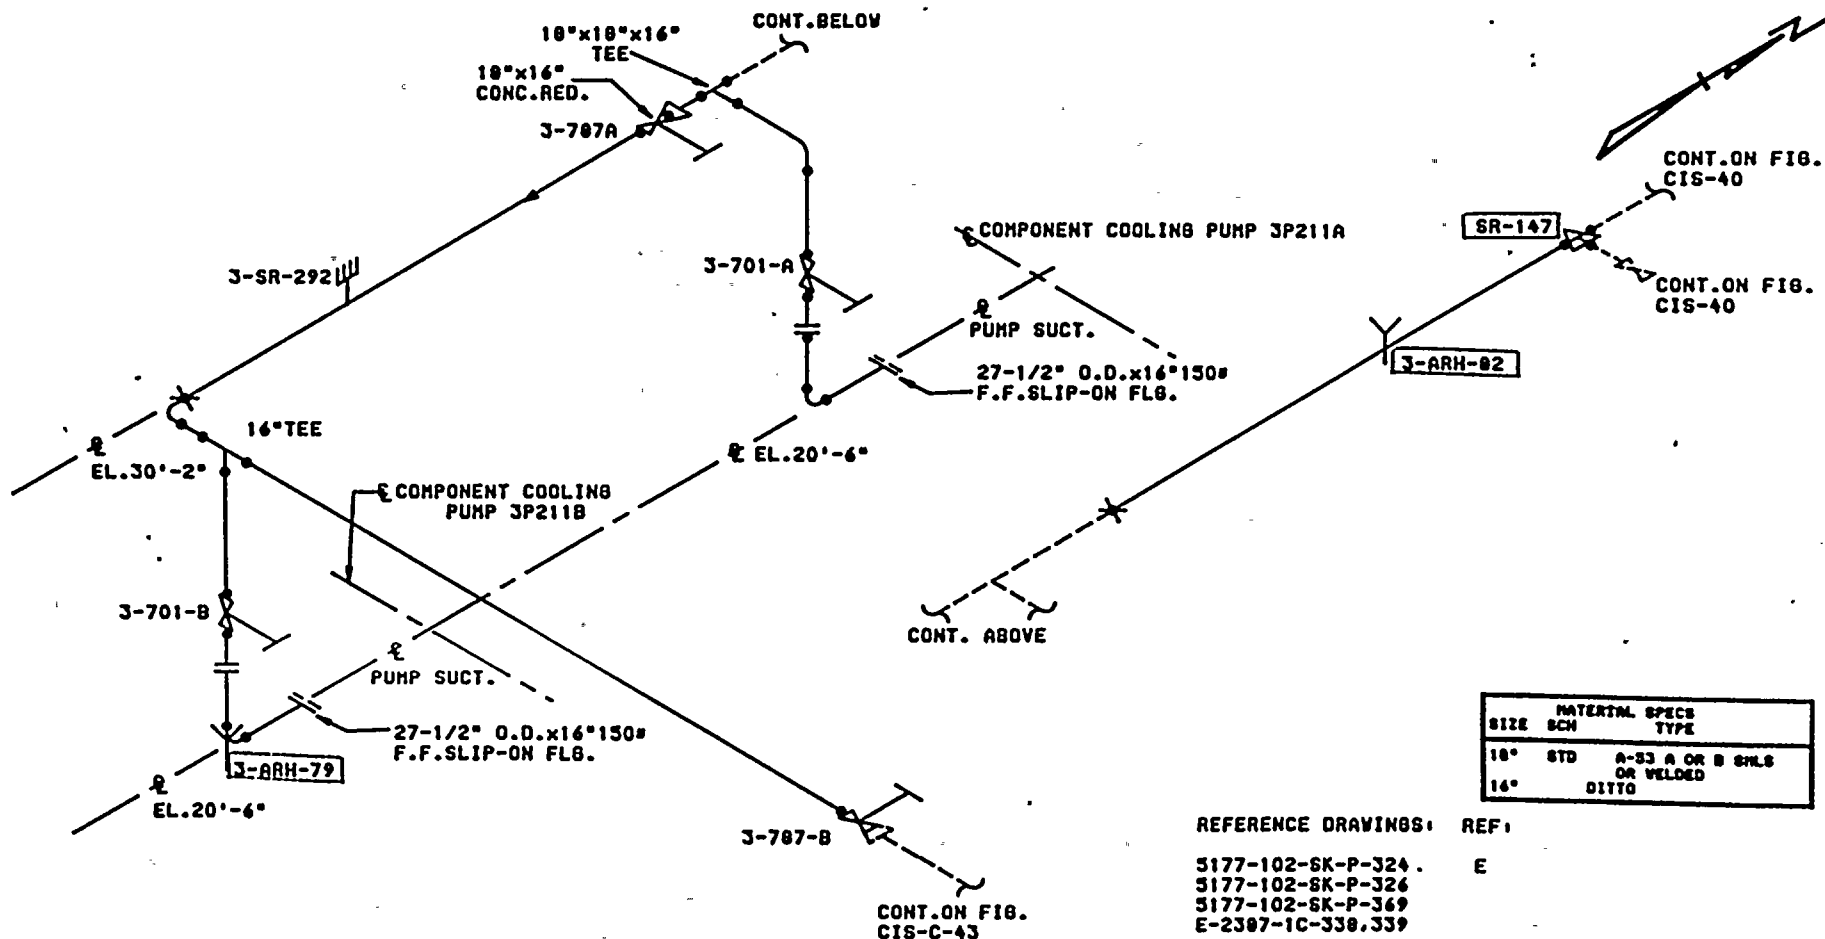 CONT.BELOW
18"x18"x16"
TEE
18"x16"
CONC.RED.
3-787A
CONT.ON FIG.
CIS-40
SR-147
COMPONENT COOLING PUMP 3P211A
3-701-A
3-SR-292
CONT.ON FIG.
CIS-40
PUMP SUCT.
27-1/2" O.D.x16"150#
F.F.SLIP-ON FLG.
3-ARH-82
16"TEE
EL.30'-2"
EL.20'-6"
COMPONENT COOLING
PUMP 3P211B
3-701-B
CONT. ABOVE
PUMP SUCT.
27-1/2" O.D.x16"150#
F.F.SLIP-ON FLG.
3-ARH-79
EL.20'-6"
MATERIAL SPECS
SIZE SCH TYPE
18" STD A-53 A OR B SMLS
OR WELDED
16" DITTO
3-787-B
REFERENCE DRAWINGS: REF:
5177-102-SK-P-324. E
5177-102-SK-P-326
5177-102-SK-P-369
E-2387-1C-338,339
CONT.ON FIG.
CIS-C-43